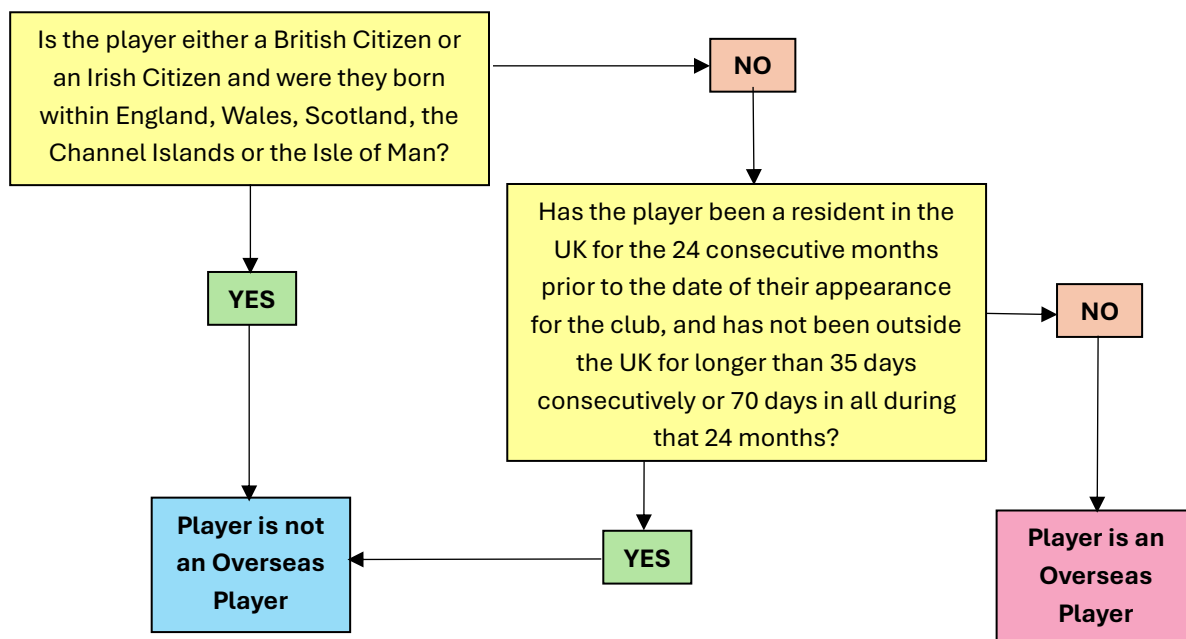 Is the player either a British Citizen or
an Irish Citizen and were they born
within England, Wales, Scotland, the
Channel Islands or the Isle of Man?
NO
YES
Has the player been a resident in the
UK for the 24 consecutive months
prior to the date of their appearance
for the club, and has not been outside
the UK for longer than 35 days
consecutively or 70 days in all during
that 24 months?
NO
YES
Player is not
an Overseas
Player
Player is an
Overseas
Player